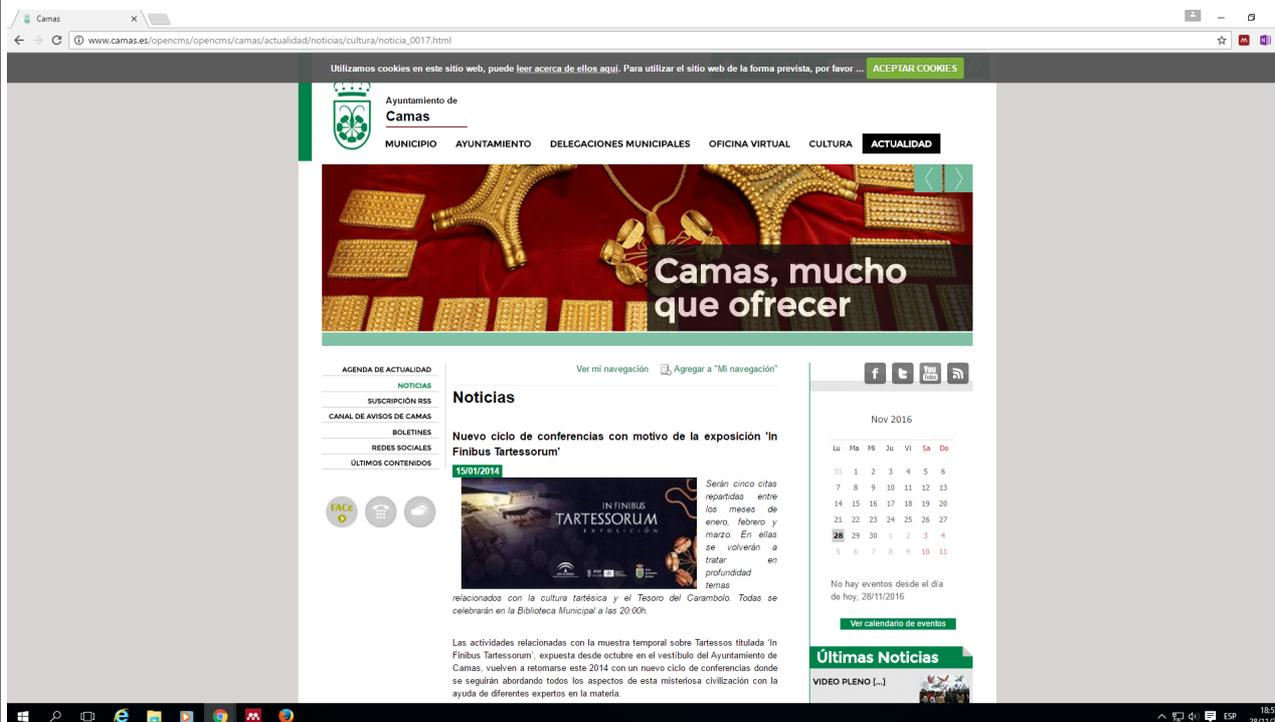 Camas
www.camas.es/opencms/opencms/camas/actualidad/noticias/cultura/noticia_0017.html
Utilizamos cookies en este sitio web, puede leer acerca de ellos aquí. Para utilizar el sitio web de la forma prevista, por favor ... ACEPTAR COOKIES
Ayuntamiento de
Camas
MUNICIPIO AYUNTAMIENTO DELEGACIONES MUNICIPALES OFICINA VIRTUAL CULTURA ACTUALIDAD
Camas, mucho
que ofrecer
AGENDA DE ACTUALIDAD
NOTICIAS
SUSCRIPCIÓN RSS
CANAL DE AVISOS DE CAMAS
BOLETINES
REDES SOCIALES
ÚLTIMOS CONTENIDOS
FACe
Ver mi navegación Agregar a "Mi navegación"
Noticias
Nuevo ciclo de conferencias con motivo de la exposición 'In
Finibus Tartessorum'
15/01/2014
IN FINIBUS
TARTESSORUM
EXPOSICIÓN
Serán cinco citas
repartidas entre
los meses de
enero, febrero y
marzo. En ellas
se volverán a
tratar en
profundidad
temas
relacionados con la cultura tartésica y el Tesoro del Carambolo. Todas se
celebrarán en la Biblioteca Municipal a las 20:00h.
Las actividades relacionadas con la muestra temporal sobre Tartessos titulada 'In
Finibus Tartessorum', expuesta desde octubre en el vestíbulo del Ayuntamiento de
Camas, vuelven a retomarse este 2014 con un nuevo ciclo de conferencias donde
se seguirán abordando todos los aspectos de esta misteriosa civilización con la
ayuda de diferentes expertos en la materia.
You
Tube
Nov 2016
Lu Ma Mi Ju Vi Sa Do
31 1 2 3 4 5 6
7 8 9 10 11 12 13
14 15 16 17 18 19 20
21 22 23 24 25 26 27
28 29 30 1 2 3 4
5 6 7 8 9 10 11
No hay eventos desde el día
de hoy, 28/11/2016
Ver calendario de eventos
Últimas Noticias
VIDEO PLENO [...]
ESP